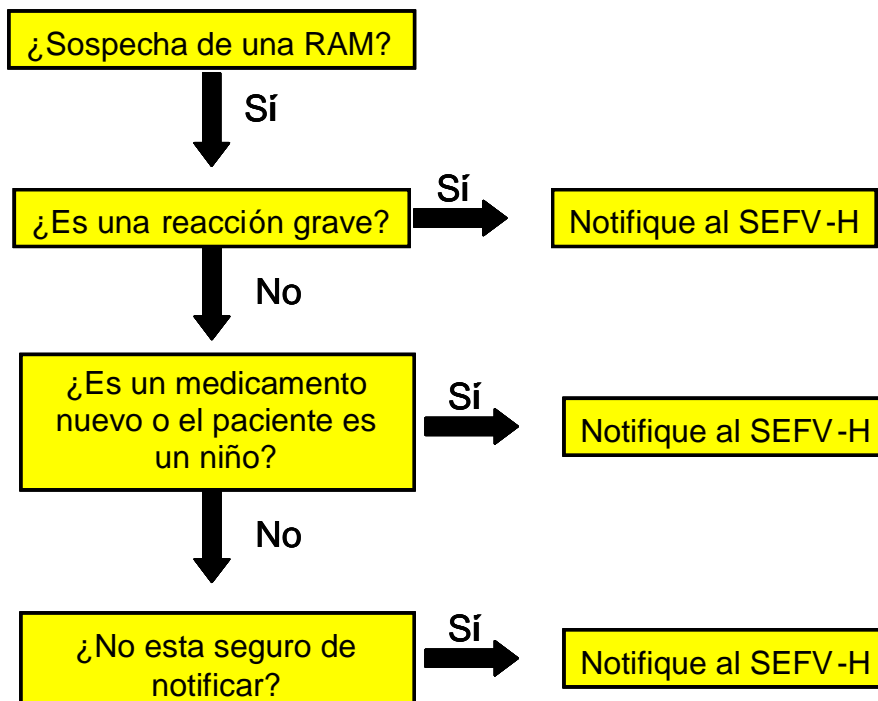 ¿Sospecha de una RAM?
Sí
¿Es una reacción grave?
Sí
Notifique al SEFV-H
No
¿Es un medicamento
nuevo o el paciente es
un niño?
Sí
Notifique al SEFV-H
No
¿No esta seguro de
notificar?
Sí
Notifique al SEFV-H